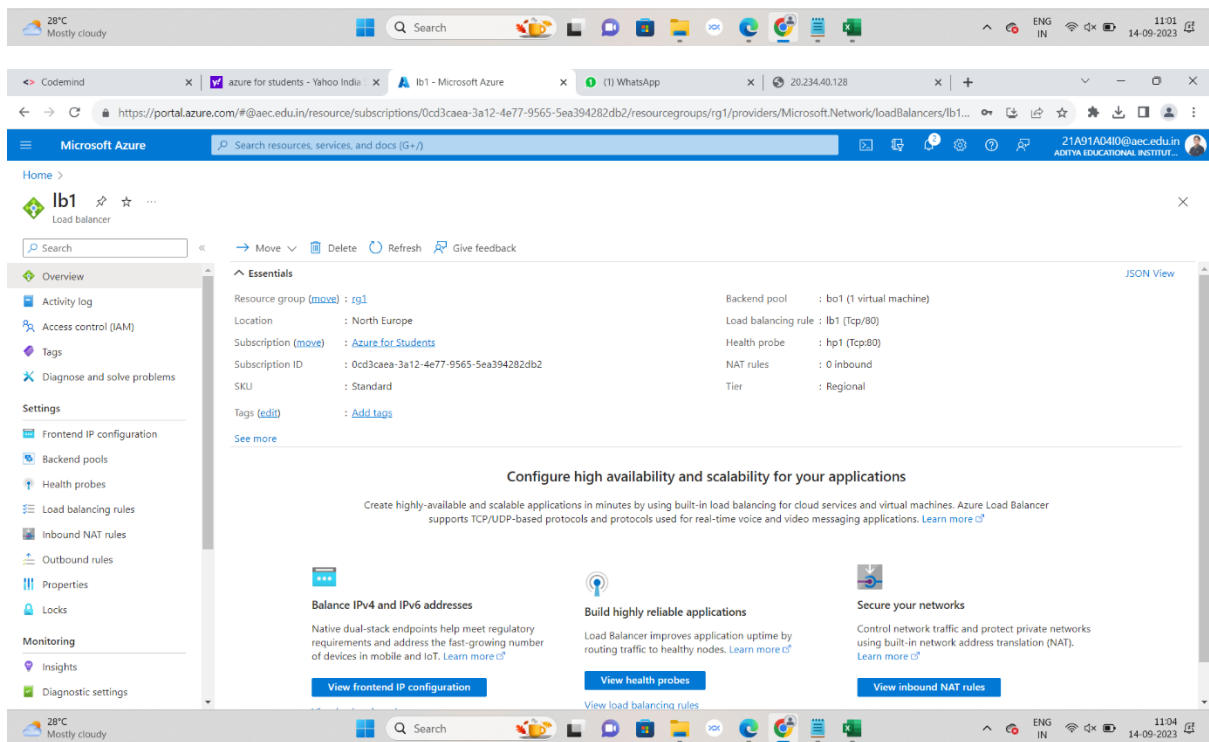 28°C
Mostly cloudy
Search
ENG
IN
11:01
14-09-2023
Codemind
azure for students - Yahoo India
lb1 - Microsoft Azure
(1) WhatsApp
20.234.40.128
https://portal.azure.com/#@aec.edu.in/resource/subscriptions/0cd3caea-3a12-4e77-9565-5ea394282db2/resourcegroups/rg1/providers/Microsoft.Network/loadBalancers/lb1...
Microsoft Azure
Search resources, services, and docs (G+/)
2
21A91A04I0@aec.edu.in
ADITYA EDUCATIONAL INSTITUT...
Home >
lb1
Load balancer
Search
Move
Delete
Refresh
Give feedback
Overview
Activity log
Access control (IAM)
Tags
Diagnose and solve problems
Settings
Frontend IP configuration
Backend pools
Health probes
Load balancing rules
Inbound NAT rules
Outbound rules
Properties
Locks
Monitoring
Insights
Diagnostic settings
Essentials
JSON View
Resource group (move) : rg1
Location : North Europe
Subscription (move) : Azure for Students
Subscription ID : 0cd3caea-3a12-4e77-9565-5ea394282db2
SKU : Standard
Tags (edit) : Add tags
See more
Backend pool : bo1 (1 virtual machine)
Load balancing rule : lb1 (Tcp/80)
Health probe : hp1 (Tcp:80)
NAT rules : 0 inbound
Tier : Regional
Configure high availability and scalability for your applications
Create highly-available and scalable applications in minutes by using built-in load balancing for cloud services and virtual machines. Azure Load Balancer
supports TCP/UDP-based protocols and protocols used for real-time voice and video messaging applications. Learn more
Balance IPv4 and IPv6 addresses
Native dual-stack endpoints help meet regulatory
requirements and address the fast-growing number
of devices in mobile and IoT. Learn more
View frontend IP configuration
Build highly reliable applications
Load Balancer improves application uptime by
routing traffic to healthy nodes. Learn more
View health probes
View load balancing rules
Secure your networks
Control network traffic and protect private networks
using built-in network address translation (NAT).
Learn more
View inbound NAT rules
28°C
Mostly cloudy
Search
ENG
IN
11:04
14-09-2023